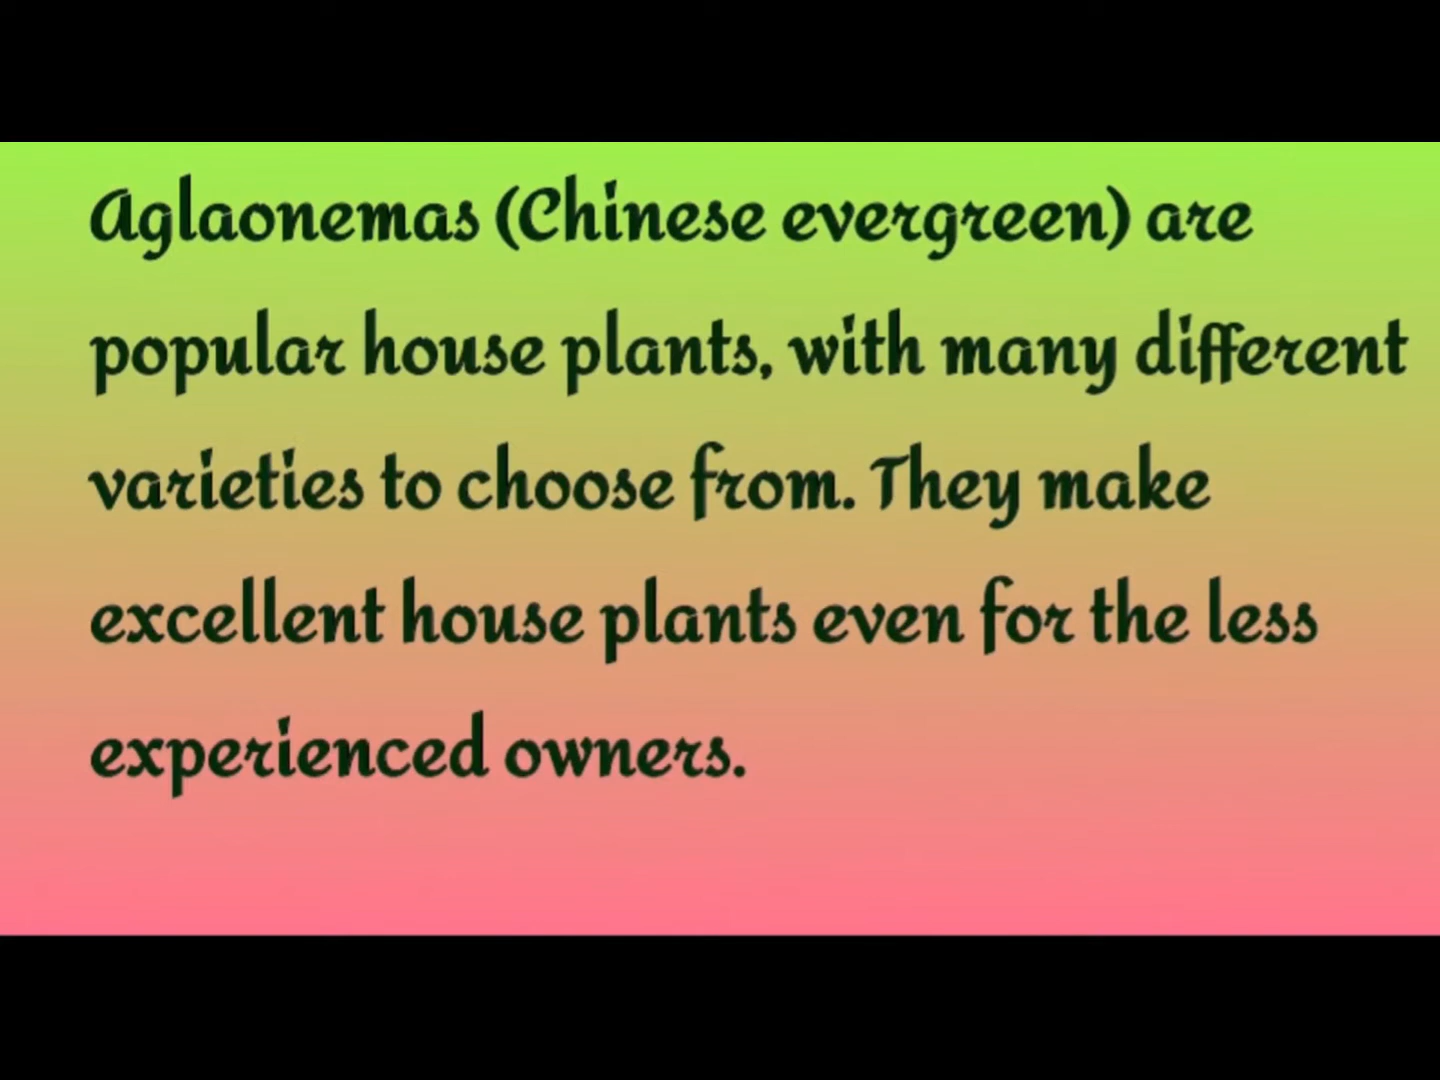 Aglaonemas (Chinese evergreen) are
popular house plants, with many different
varieties to choose from. They make
excellent house plants even for the less
experienced owners.